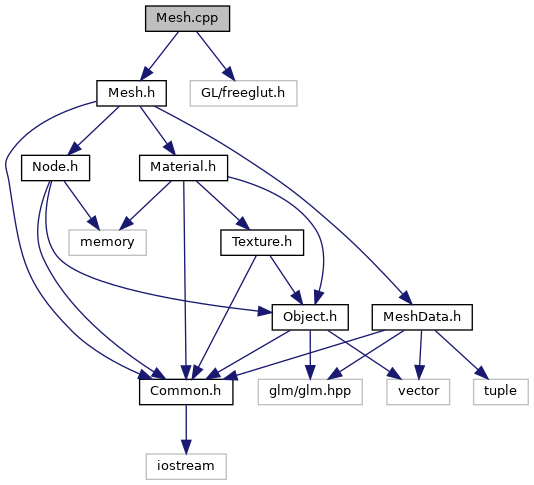 Mesh.cpp
Mesh.h
GL/freeglut.h
Node.h
Material.h
memory
Texture.h
Object.h
MeshData.h
Common.h
glm/glm.hpp
vector
tuple
iostream